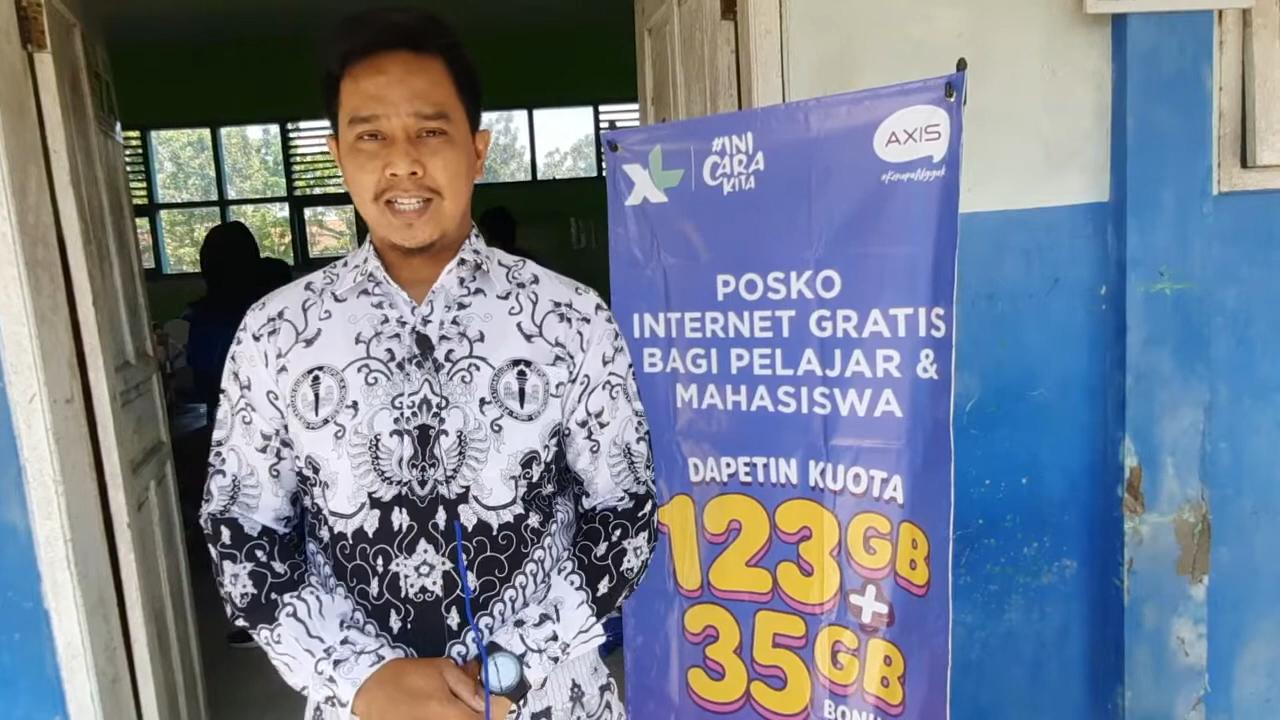 XL
#INI
CARA
KITA
AXIS
POSKO
INTERNET GRATIS
BAGI PELAJAR &
MAHASISWA
DAPETIN KUOTA
123GB
+
35GB